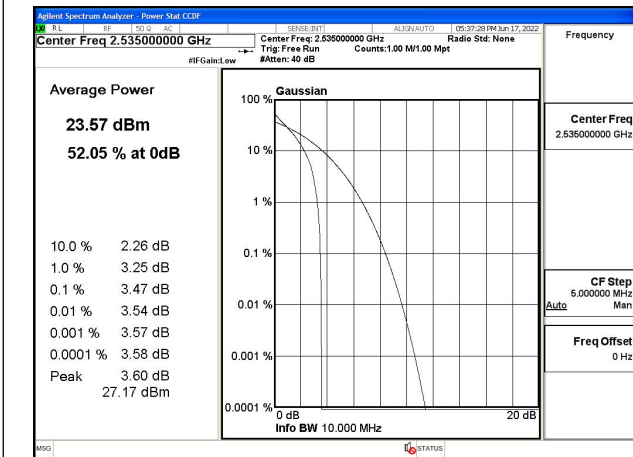 Agilent Spectrum Analyzer - Power Stat CCDF
RL RF 50 Ω AC SENSE:INT ALIGNAUTO 05:37:28 PM Jun 17, 2022
Center Freq 2.535000000 GHz
#IFGain:Low
Center Freq: 2.535000000 GHz Radio Std: None
Trig: Free Run Counts:1.00 M/1.00 Mpt
#Atten: 40 dB
Average Power
23.57 dBm
52.05 % at 0dB
10.0 % 2.26 dB
1.0 % 3.25 dB
0.1 % 3.47 dB
0.01 % 3.54 dB
0.001 % 3.57 dB
0.0001 % 3.58 dB
Peak 3.60 dB
27.17 dBm
Gaussian
100 %
10 %
1 %
0.1 %
0.01 %
0.001 %
0.0001 %
0 dB 20 dB
Info BW 10.000 MHz
Frequency
Center Freq
2.535000000 GHz
CF Step
5.000000 MHz
Auto Man
Freq Offset
0 Hz
MSG STATUS